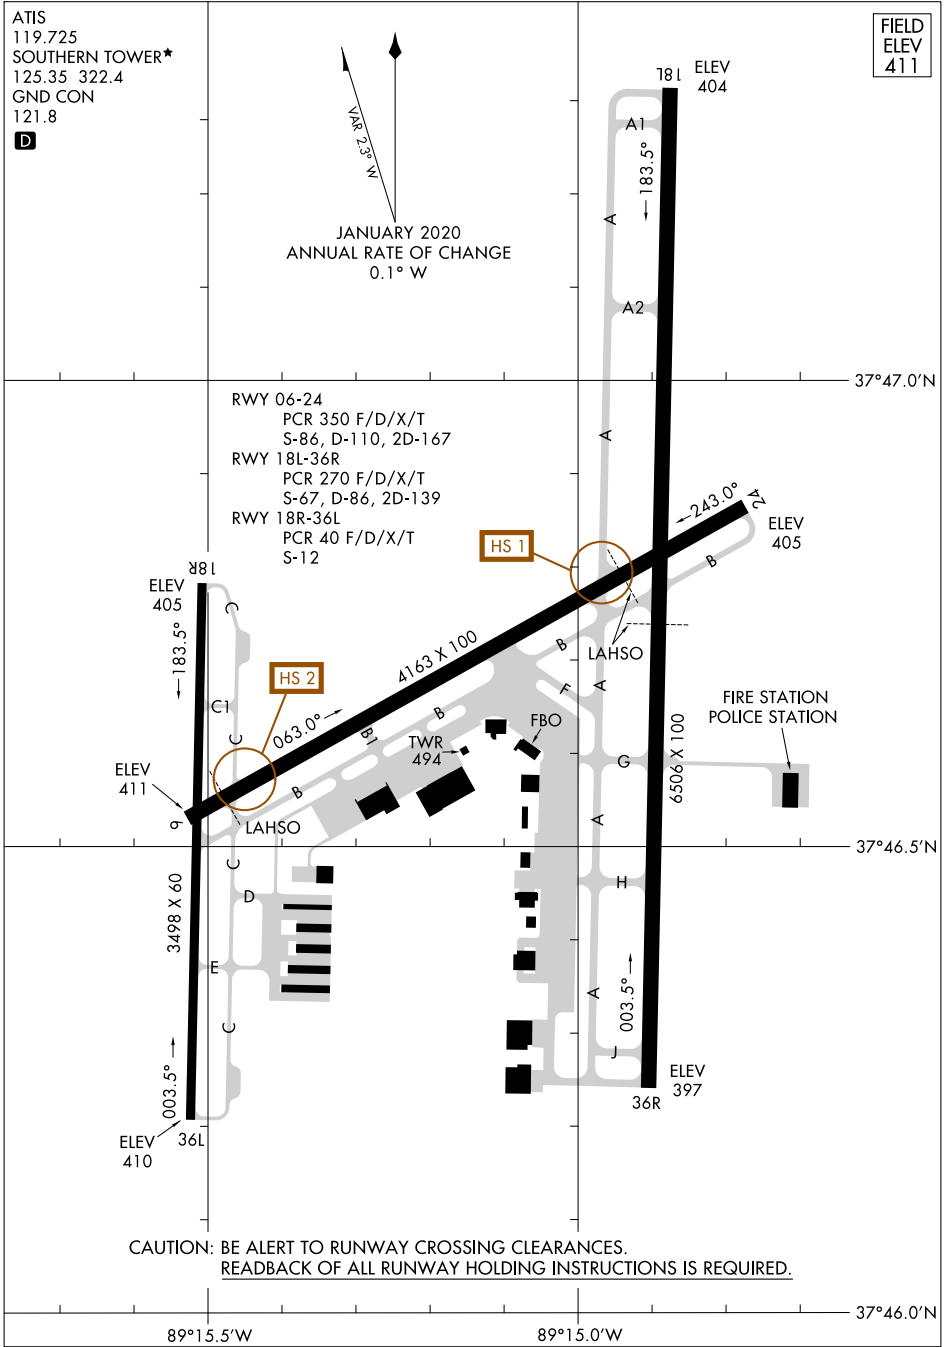 ATIS
119.725
SOUTHERN TOWER★
125.35 322.4
GND CON
121.8
D
FIELD
ELEV
411
VAR 2.3° W
JANUARY 2020
ANNUAL RATE OF CHANGE
0.1° W
18L
ELEV
404
A1
183.5°
A
A2
37°47.0'N
RWY 06-24
PCR 350 F/D/X/T
S-86, D-110, 2D-167
RWY 18L-36R
PCR 270 F/D/X/T
S-67, D-86, 2D-139
RWY 18R-36L
PCR 40 F/D/X/T
S-12
A
243.0°
24
ELEV
405
HS 1
B
18R
ELEV
405
C
183.5°
4163 X 100
B
LAHSO
HS 2
F
A
C1
C
063.0°
B1
B
TWR
494
FBO
FIRE STATION
POLICE STATION
6506 X 100
G
ELEV
411
B
9
LAHSO
A
37°46.5'N
C
3498 X 60
D
H
E
C
A
003.5°
J
003.5°
ELEV
397
36R
ELEV
410
36L
CAUTION: BE ALERT TO RUNWAY CROSSING CLEARANCES.
READBACK OF ALL RUNWAY HOLDING INSTRUCTIONS IS REQUIRED.
37°46.0'N
89°15.5'W
89°15.0'W